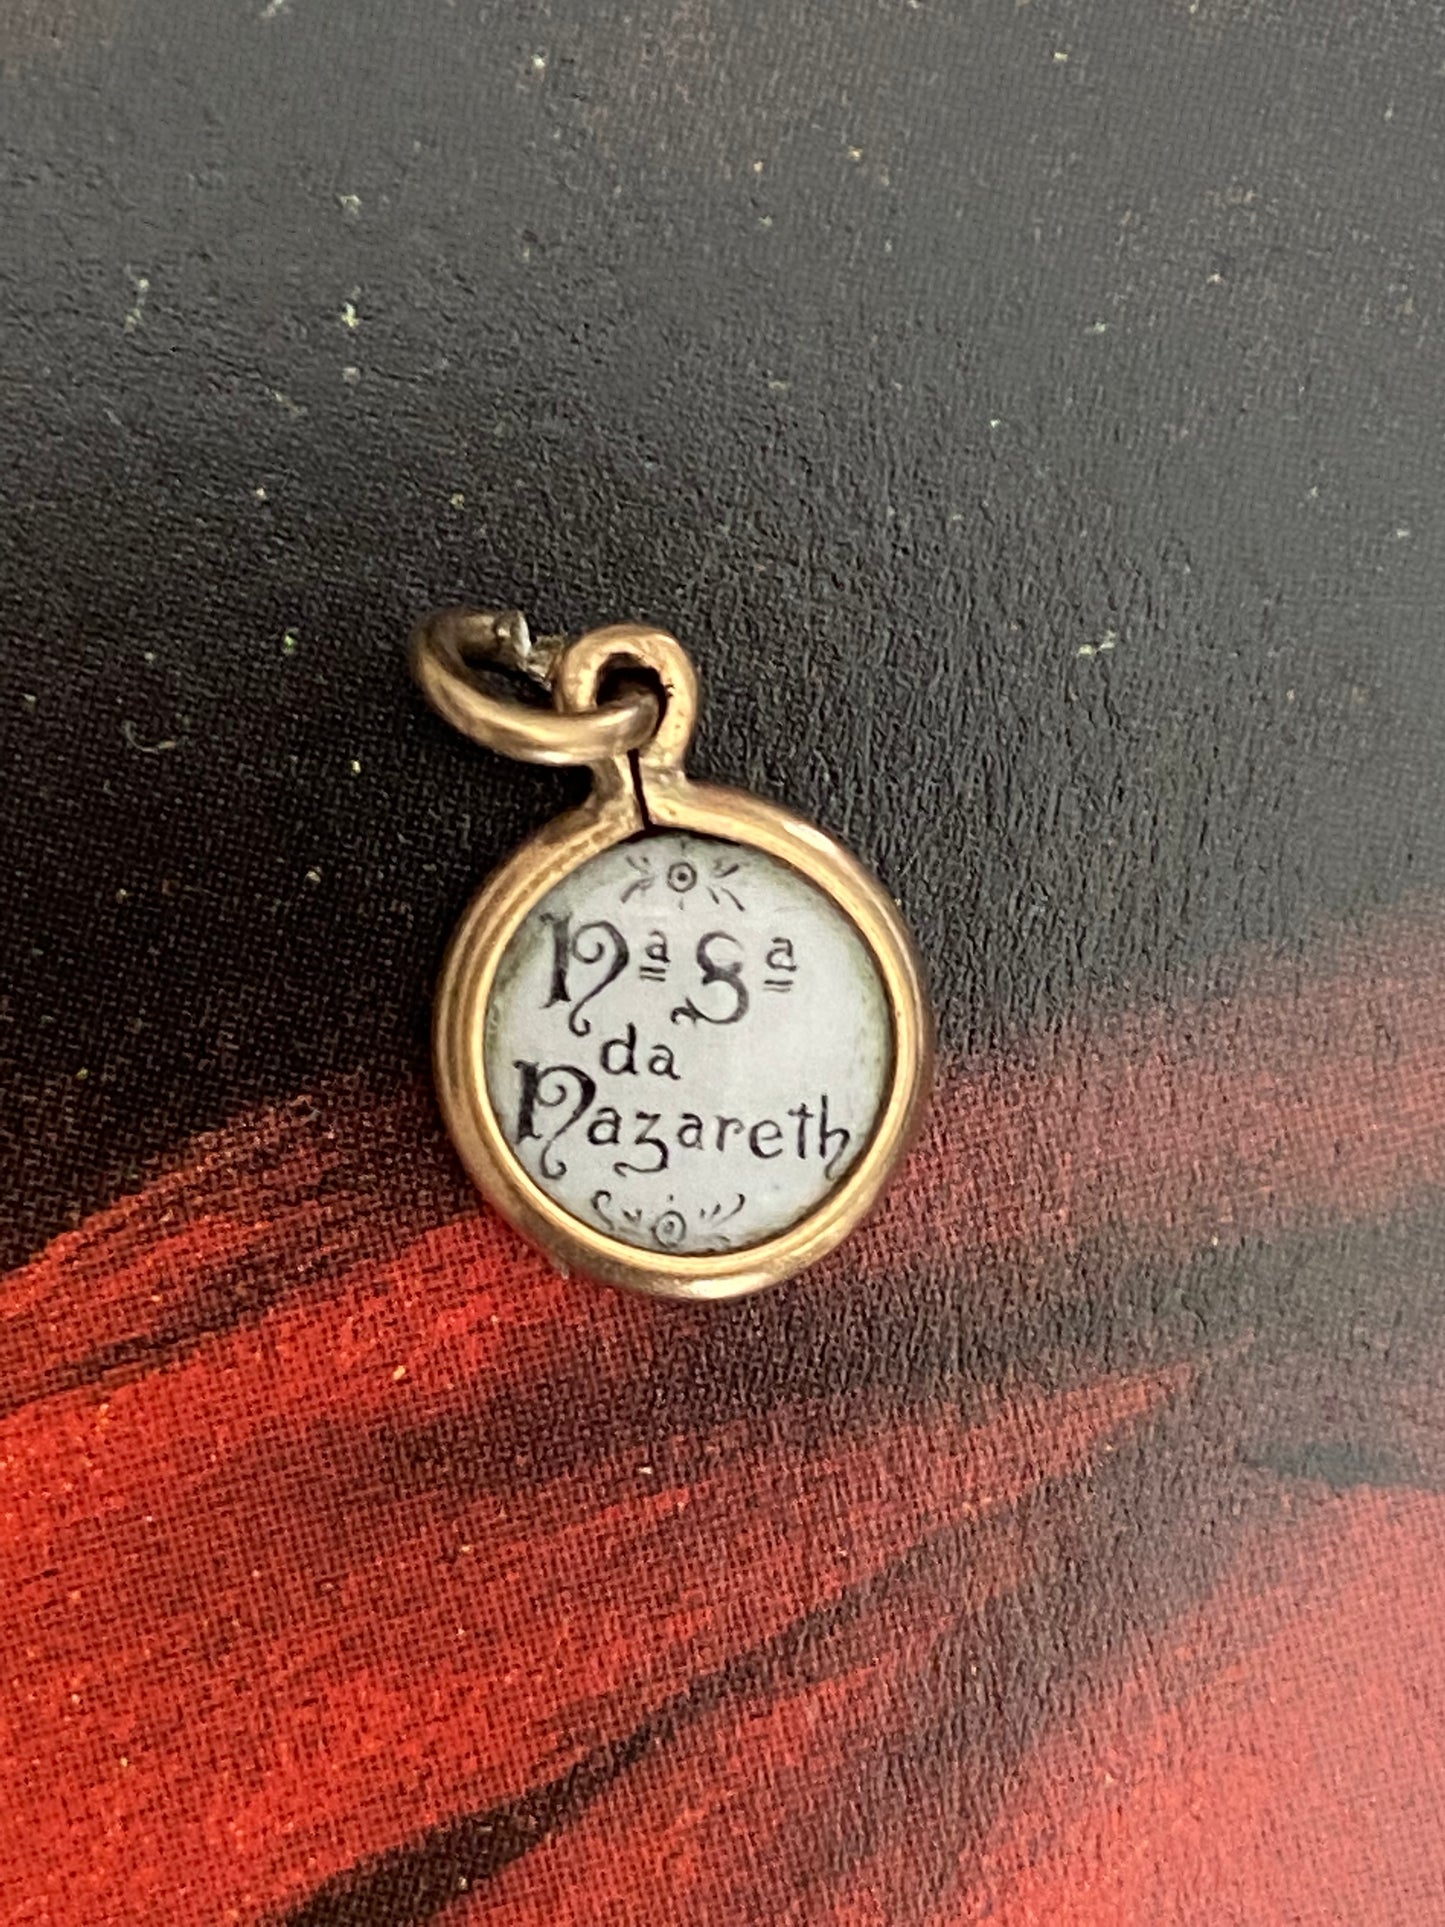 Nª Sª
da
Nazareth